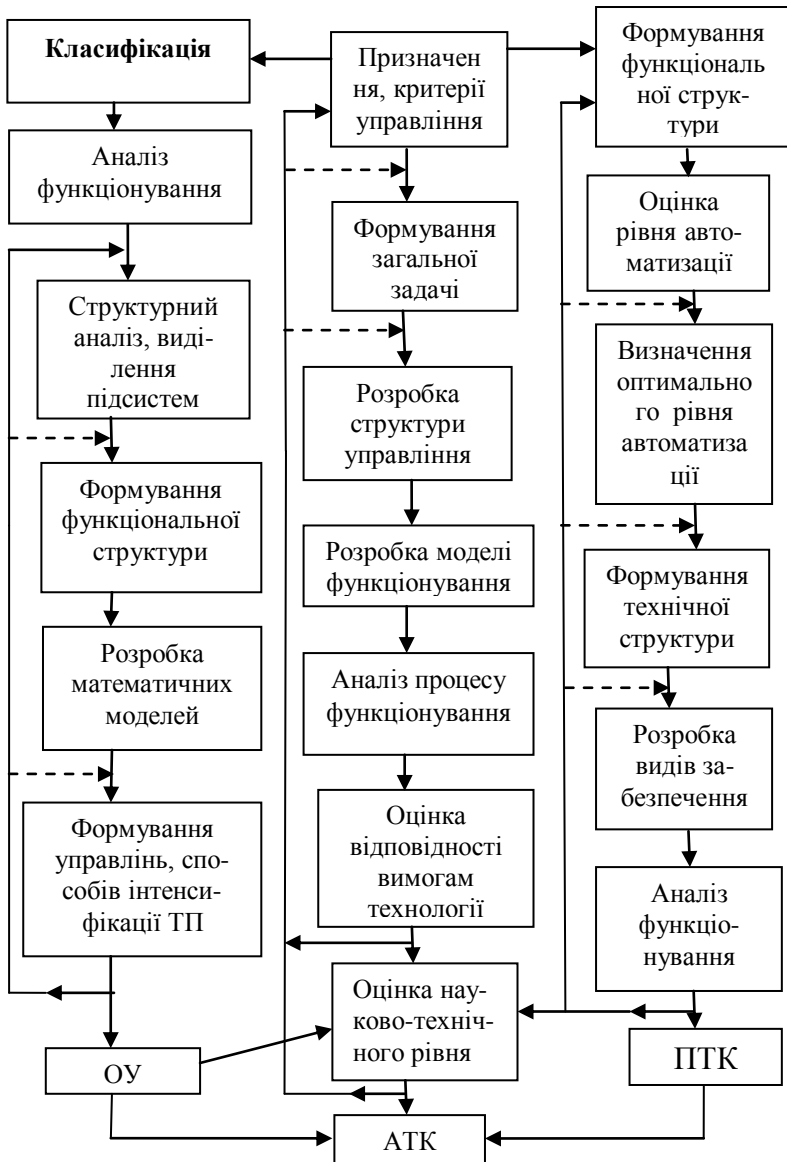 Класифікація
Аналіз
функціонування
Структурний
аналіз, виді-
лення
підсистем
Формування
функціональної
структури
Розробка
математичних
моделей
Формування
управлінь, спо-
собів інтенси-
фікації ТП
ОУ
Призначен
ня, критерії
управління
Формування
загальної
задачі
Розробка
структури
управління
Розробка моделі
функціонування
Аналіз процесу
функціонування
Оцінка
відповідності
вимогам
технології
Оцінка нау-
ково-техніч-
ного рівня
АТК
Формування
функціональ
ної струк-
тури
Оцінка
рівня авто-
матизації
Визначення
оптимально
го рівня
автоматиза
ції
Формування
технічної
структури
Розробка
видів за-
безпечення
Аналіз
функціо-
нування
ПТК